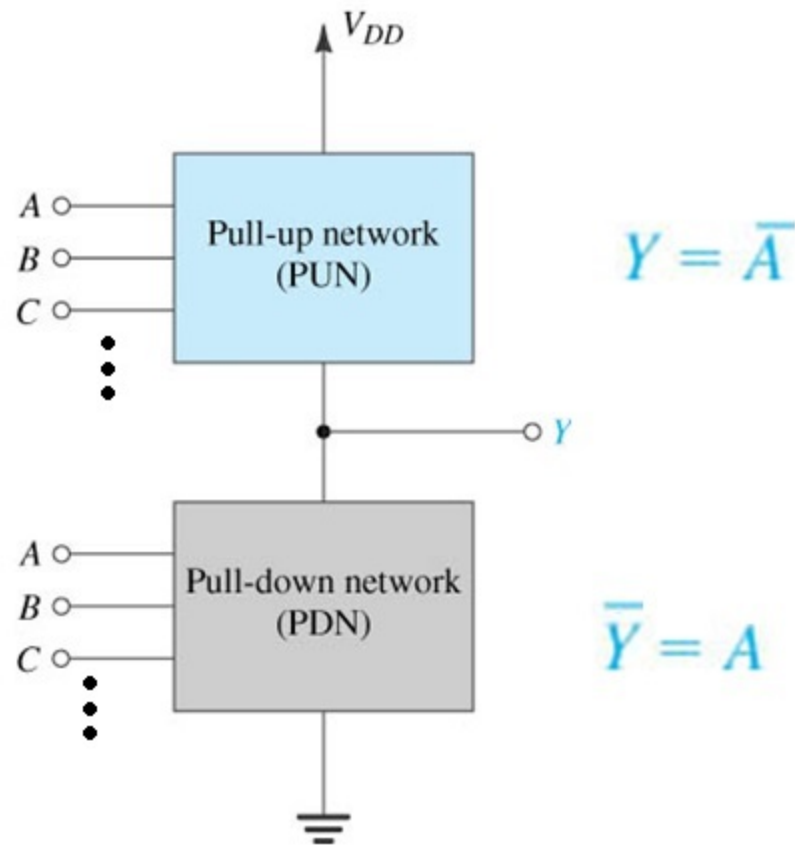 V_DD
A
B
C
Pull-up network
(PUN)
Y = A̅
Y
A
B
C
Pull-down network
(PDN)
Y̅ = A